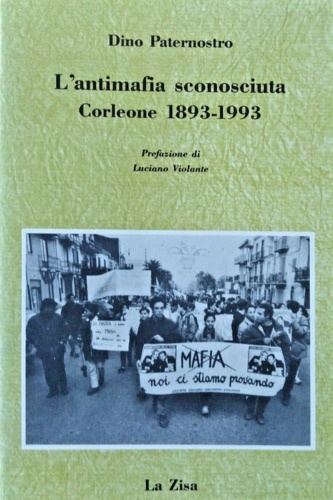 Dino Paternostro
L'antimafia sconosciuta
Corleone 1893-1993
Prefazione di
Luciano Violante
MAFIA
noi ci stiamo provando
La Zisa